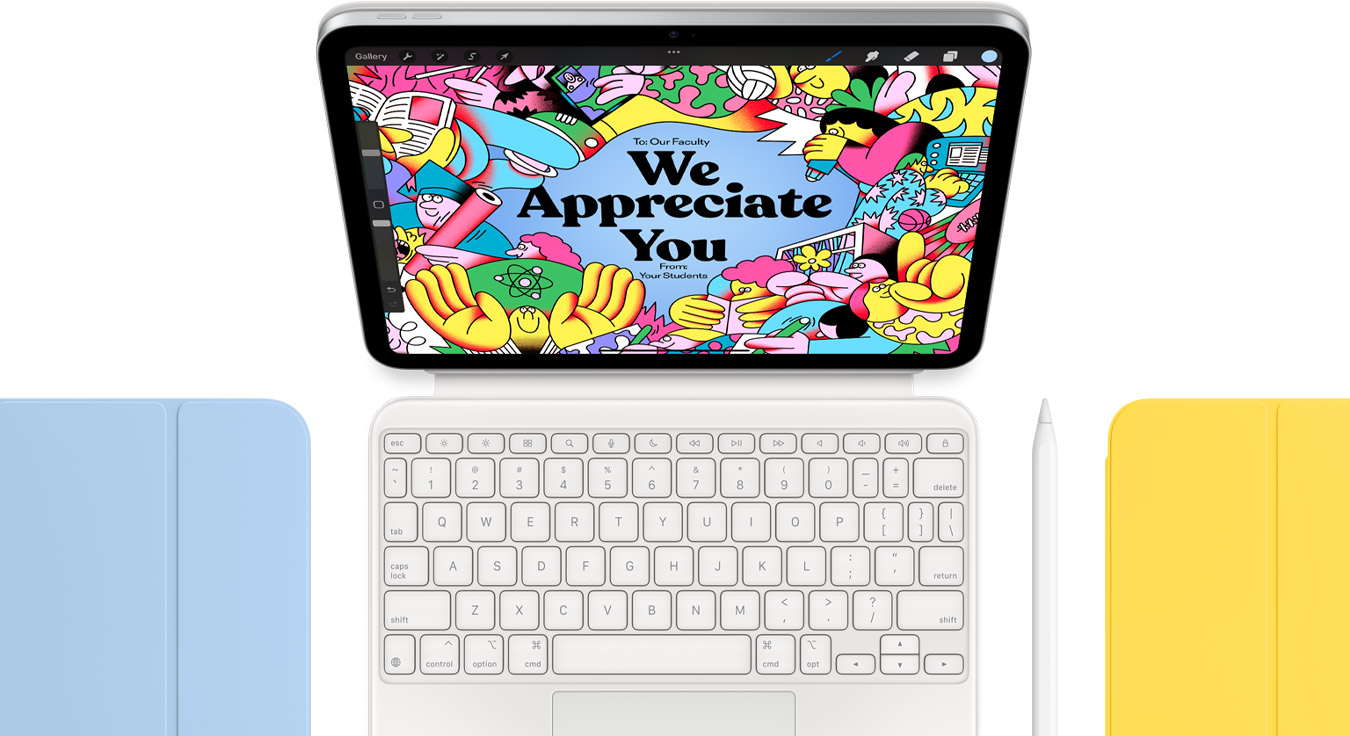 Gallery
To: Our Faculty
We
Appreciate
You
From:
Your Students
esc
~ ! @ # $ % ^ & * ( ) _ +
` 1 2 3 4 5 6 7 8 9 0 - = delete
tab Q W E R T Y U I O P { [ } ] | \
caps lock A S D F G H J K L : ; " ' return
shift Z X C V B N M < , > . ? / shift
control option cmd cmd opt